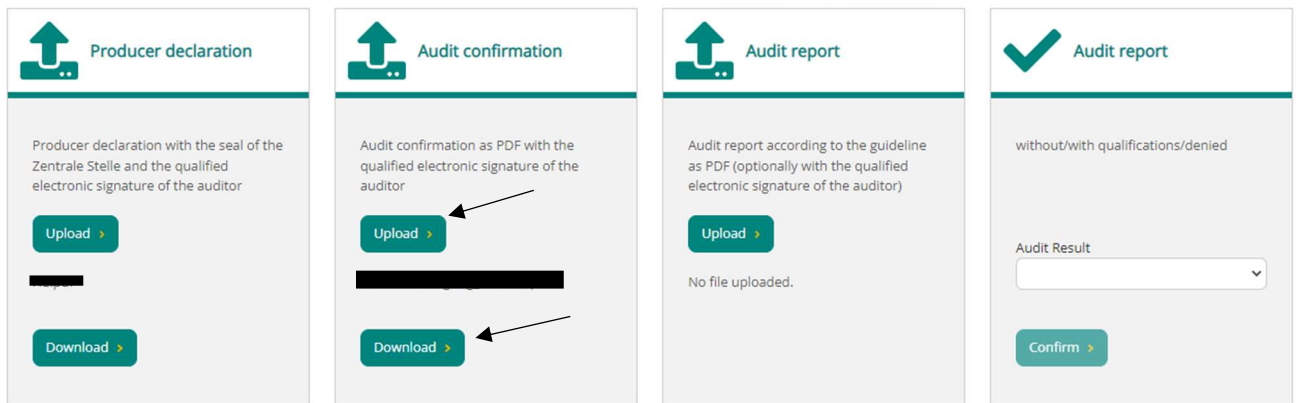 Producer declaration
Producer declaration with the seal of the
Zentrale Stelle and the qualified
electronic signature of the auditor
Upload >
Download >
Audit confirmation
Audit confirmation as PDF with the
qualified electronic signature of the
auditor
Upload >
Download >
Audit report
Audit report according to the guideline
as PDF (optionally with the qualified
electronic signature of the auditor)
Upload >
No file uploaded.
Audit report
without/with qualifications/denied
Audit Result
Confirm >